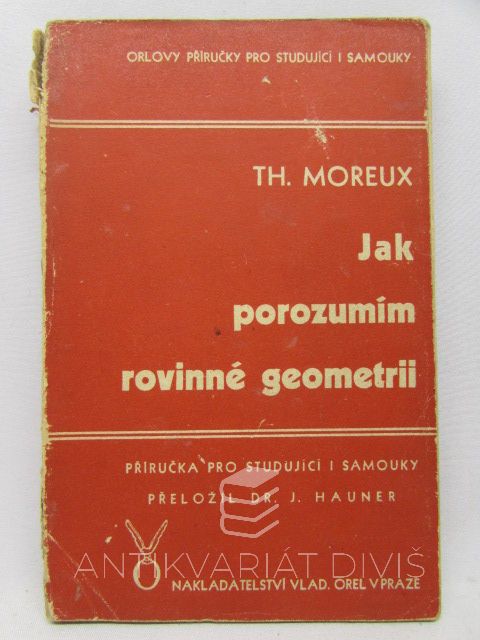 ORLOVY PŘÍRUČKY PRO STUDUJÍCÍ I SAMOUKY
TH. MOREUX
Jak
porozumím
rovinné geometrii
PŘÍRUČKA PRO STUDUJÍCÍ I SAMOUKY
PŘELOŽIL DR. J. HAUNER
ANTIKVARIÁT DIVIŠ
NAKLADATELSTVÍ VLAD. OREL V PRAZE